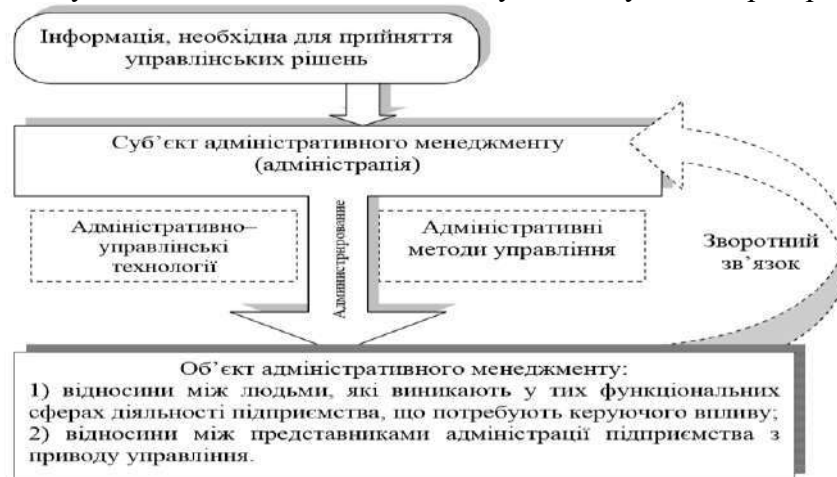 Інформація, необхідна для прийняття
управлінських рішень
Суб’єкт адміністративного менеджменту
(адміністрація)
Адміністративно–
управлінські
технології
Администрирование
Адміністративні
методи управління
Зворотний
зв’язок
Об’єкт адміністративного менеджменту:
1) відносини між людьми, які виникають у тих функціональних
сферах діяльності підприємства, що потребують керуючого впливу;
2) відносини між представниками адміністрації підприємства з
приводу управління.